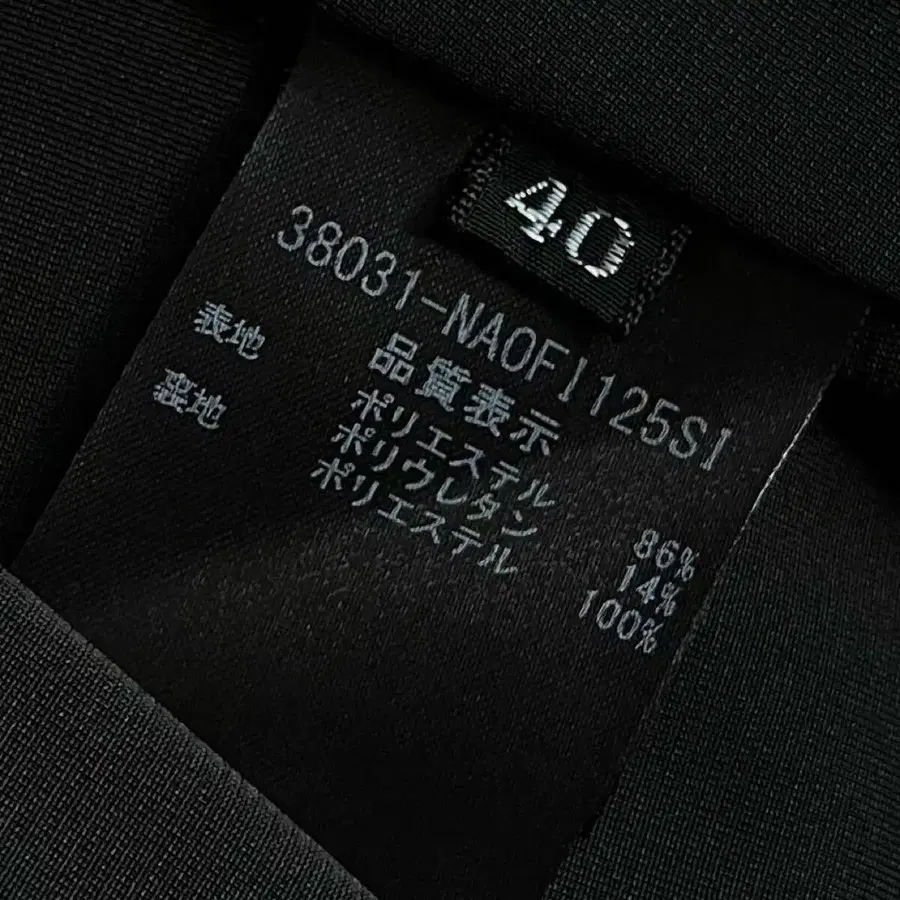 40
38031-NAOFI125SI
品質表示
表地 ポリエステル 86%
ポリウレタン 14%
裏地 ポリエステル 100%